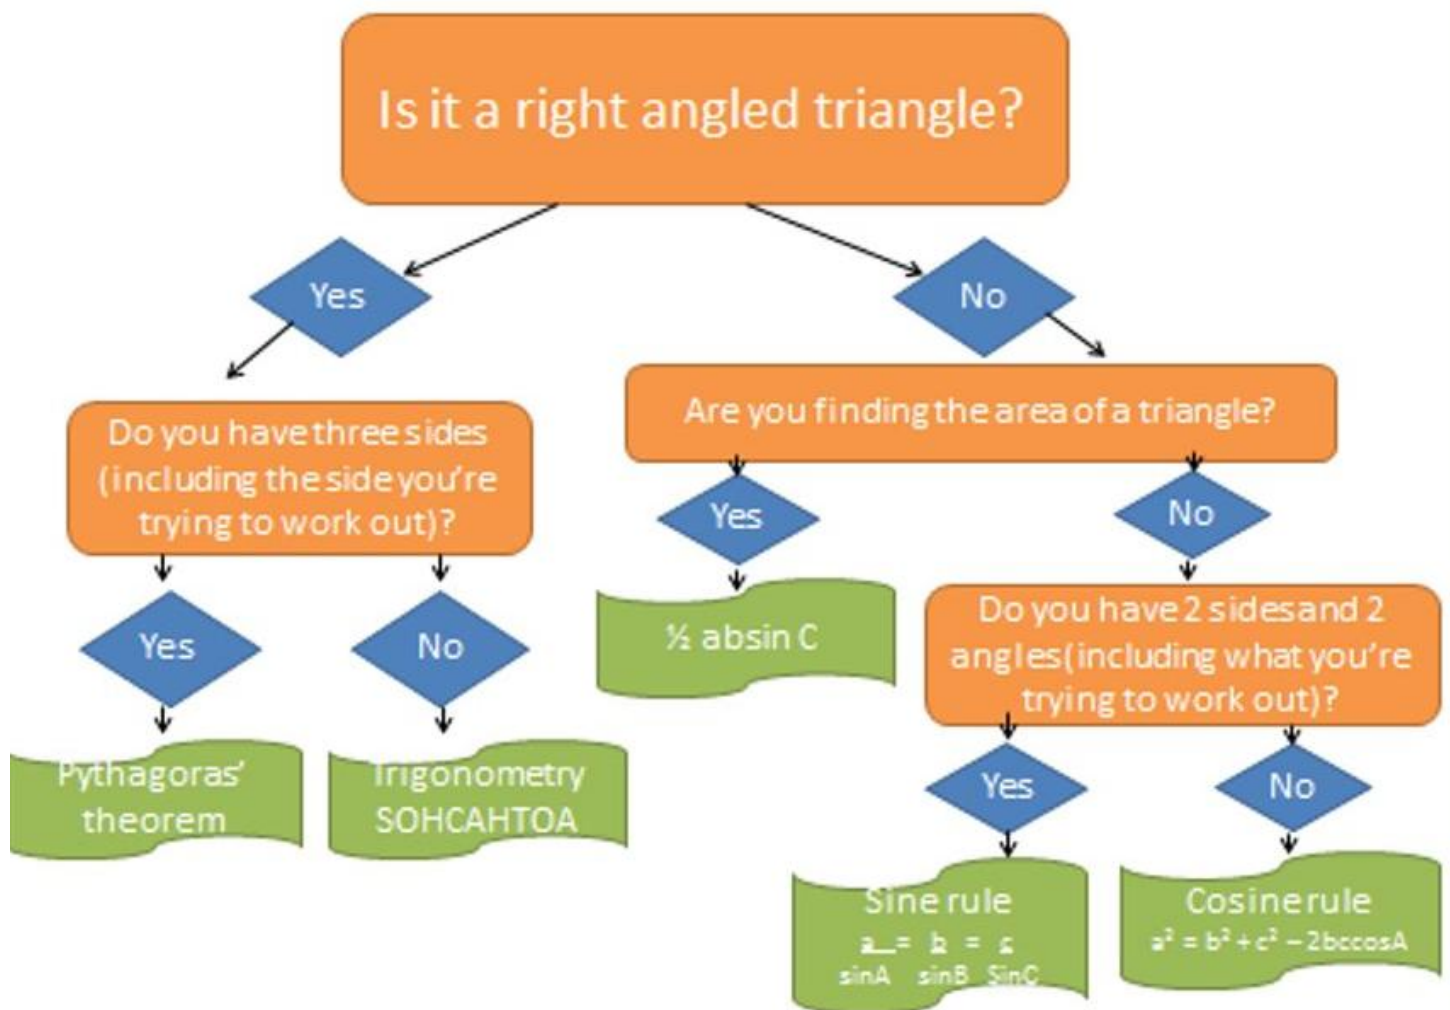 Is it a right angled triangle?
Yes
No
Do you have three sides
(including the side you're
trying to work out)?
Are you finding the area of a triangle?
Yes
No
Yes
No
½ absin C
Do you have 2 sides and 2
angles(including what you're
trying to work out)?
Pythagoras'
theorem
Trigonometry
SOHCAHTOA
Yes
No
Sine rule
a = b = c
sinA sinB SinC
Cosine rule
a² = b² + c² – 2bccosA